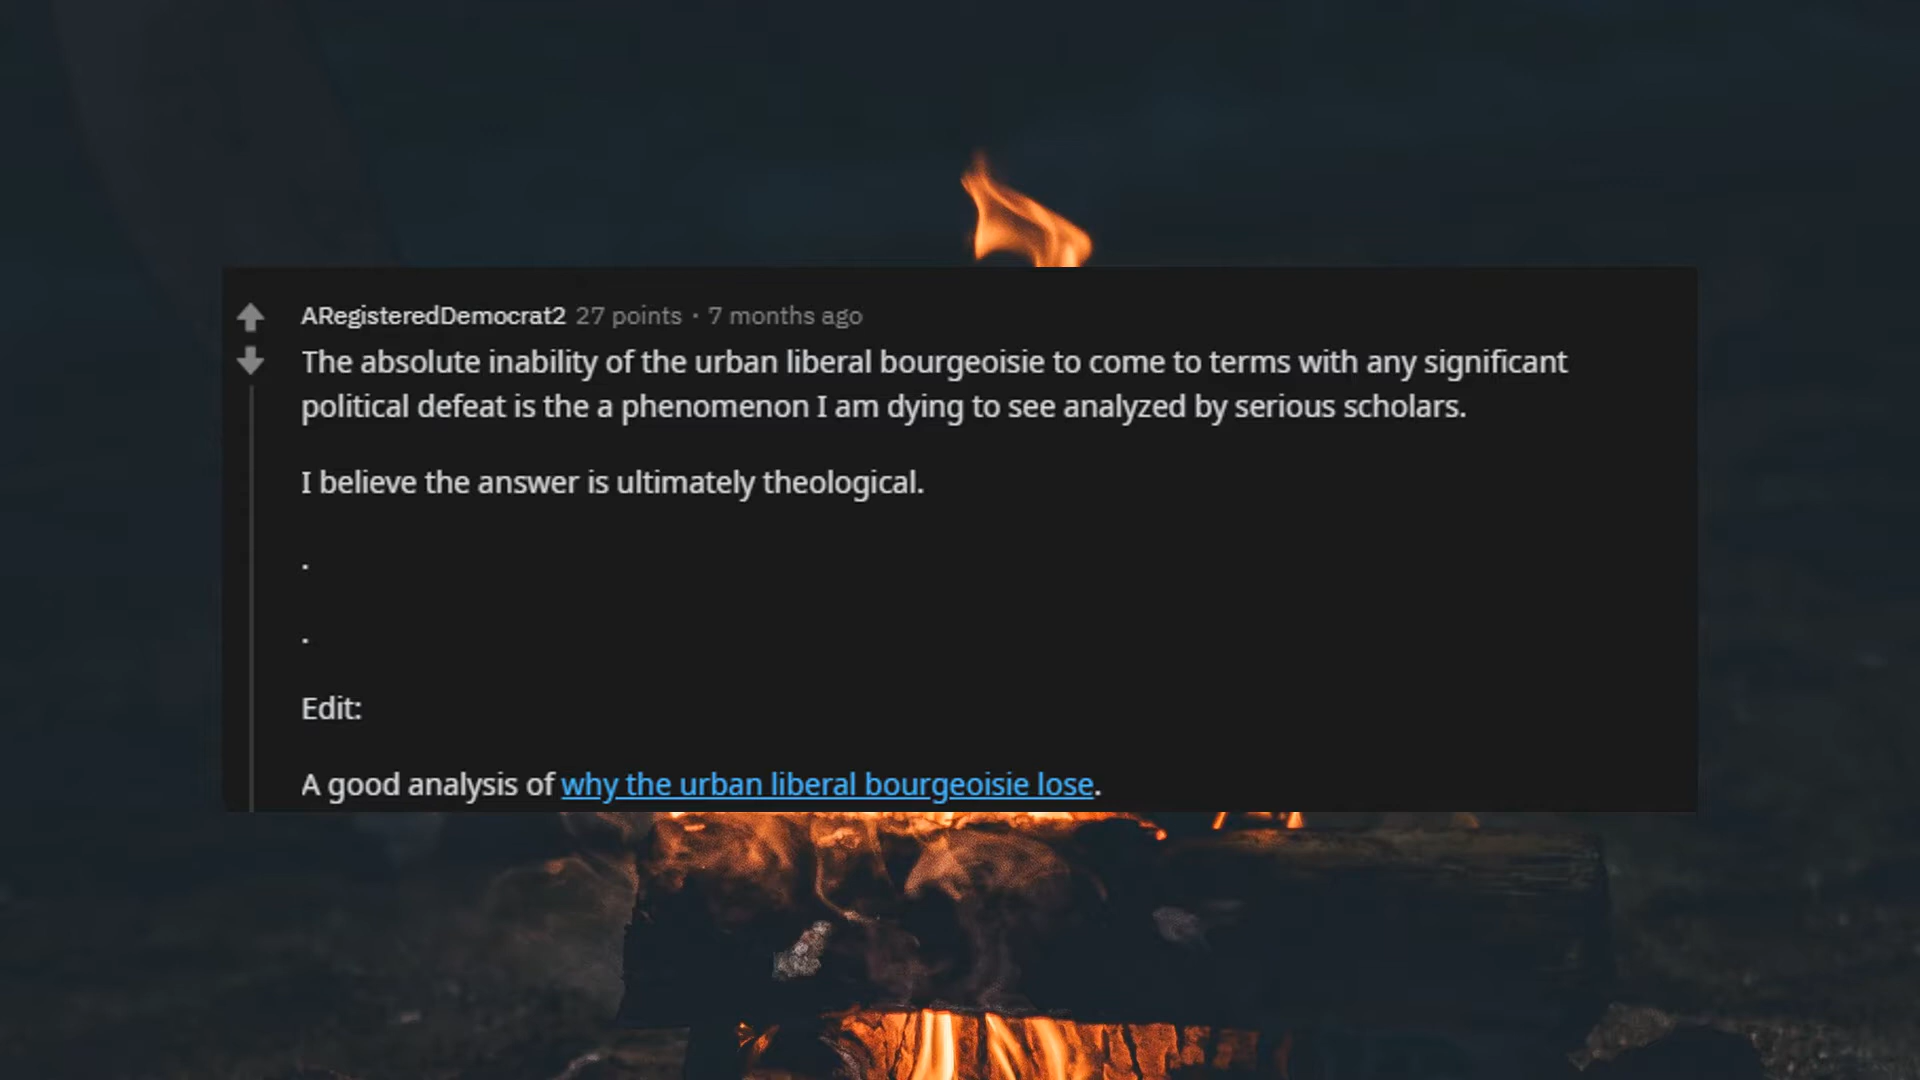 ARegisteredDemocrat2 27 points · 7 months ago
The absolute inability of the urban liberal bourgeoisie to come to terms with any significant
political defeat is the a phenomenon I am dying to see analyzed by serious scholars.
I believe the answer is ultimately theological.
.
.
Edit:
A good analysis of why the urban liberal bourgeoisie lose.